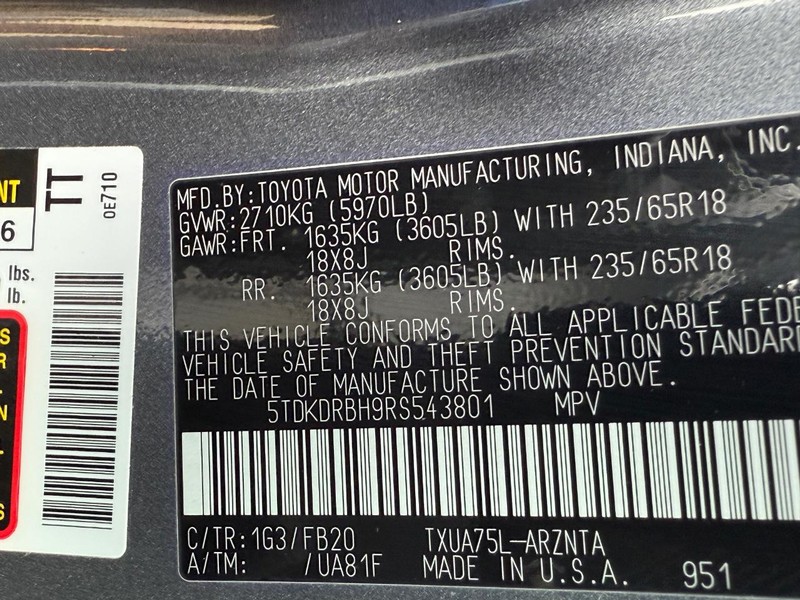 NT
6
lbs.
lb.
S
R
N
S
TT
0E710
MFD.BY:TOYOTA MOTOR MANUFACTURING, INDIANA, INC.
GVWR:2710KG (5970LB)
GAWR:FRT. 1635KG (3605LB) WITH 235/65R18
18X8J RIMS.
RR. 1635KG (3605LB) WITH 235/65R18
18X8J RIMS.
THIS VEHICLE CONFORMS TO ALL APPLICABLE FEDE
VEHICLE SAFETY AND THEFT PREVENTION STANDAR
THE DATE OF MANUFACTURE SHOWN ABOVE.
5TDKDRBH9RS543801 MPV
C/TR:1G3/FB20 TXUA75L-ARZNTA
A/TM: /UA81F MADE IN U.S.A. 951